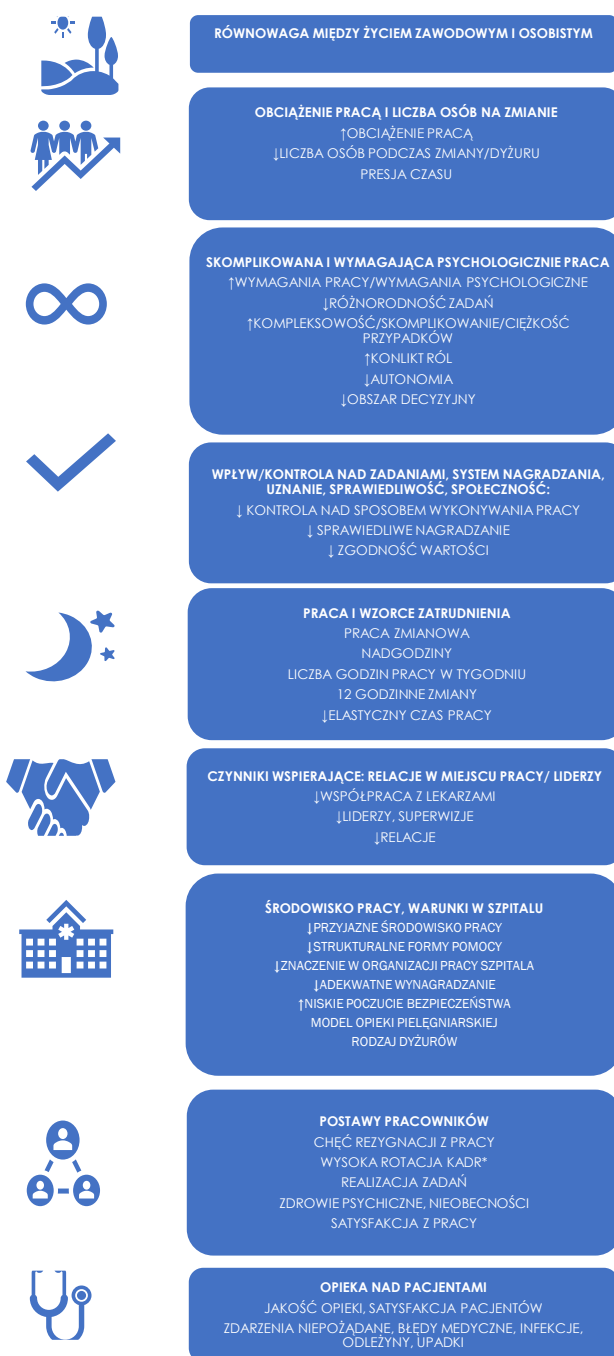 RÓWNOWAGA MIĘDZY ŻYCIEM ZAWODOWYM I OSOBISTYM
OBCIĄŻENIE PRACĄ I LICZBA OSÓB NA ZMIANIE
↑OBCIĄŻENIE PRACĄ
↓LICZBA OSÓB PODCZAS ZMIANY/DYŻURU
PRESJA CZASU
SKOMPLIKOWANA I WYMAGAJĄCA PSYCHOLOGICZNIE PRACA
↑WYMAGANIA PRACY/WYMAGANIA PSYCHOLOGICZNE
↓RÓŻNORODNOŚĆ ZADAŃ
↑KOMPLEKSOWOŚĆ/SKOMPLIKOWANIE/CIĘŻKOŚĆ
PRZYPADKÓW
↑KONLIKT RÓL
↓AUTONOMIA
↓OBSZAR DECYZYJNY
WPŁYW/KONTROLA NAD ZADANIAMI, SYSTEM NAGRADZANIA,
UZNANIE, SPRAWIEDLIWOŚĆ, SPOŁECZNOŚĆ:
↓ KONTROLA NAD SPOSOBEM WYKONYWANIA PRACY
↓ SPRAWIEDLIWE NAGRADZANIE
↓ ZGODNOŚĆ WARTOŚCI
PRACA I WZORCE ZATRUDNIENIA
PRACA ZMIANOWA
NADGODZINY
LICZBA GODZIN PRACY W TYGODNIU
12 GODZINNE ZMIANY
↓ELASTYCZNY CZAS PRACY
CZYNNIKI WSPIERAJĄCE: RELACJE W MIEJSCU PRACY/ LIDERZY
↓WSPÓŁPRACA Z LEKARZAMI
↓LIDERZY, SUPERWIZJE
↓RELACJE
ŚRODOWISKO PRACY, WARUNKI W SZPITALU
↓PRZYJAZNE ŚRODOWISKO PRACY
↓STRUKTURALNE FORMY POMOCY
↓ZNACZENIE W ORGANIZACJI PRACY SZPITALA
↓ADEKWATNE WYNAGRADZANIE
↑NISKIE POCZUCIE BEZPIECZEŃSTWA
MODEL OPIEKI PIELĘGNIARSKIEJ
RODZAJ DYŻURÓW
POSTAWY PRACOWNIKÓW
CHĘĆ REZYGNACJI Z PRACY
WYSOKA ROTACJA KADR*
REALIZACJA ZADAŃ
ZDROWIE PSYCHICZNE, NIEOBECNOŚCI
SATYSFAKCJA Z PRACY
OPIEKA NAD PACJENTAMI
JAKOŚĆ OPIEKI, SATYSFAKCJA PACJENTÓW
ZDARZENIA NIEPOŻĄDANE, BŁĘDY MEDYCZNE, INFEKCJE,
ODLEŻYNY, UPADKI